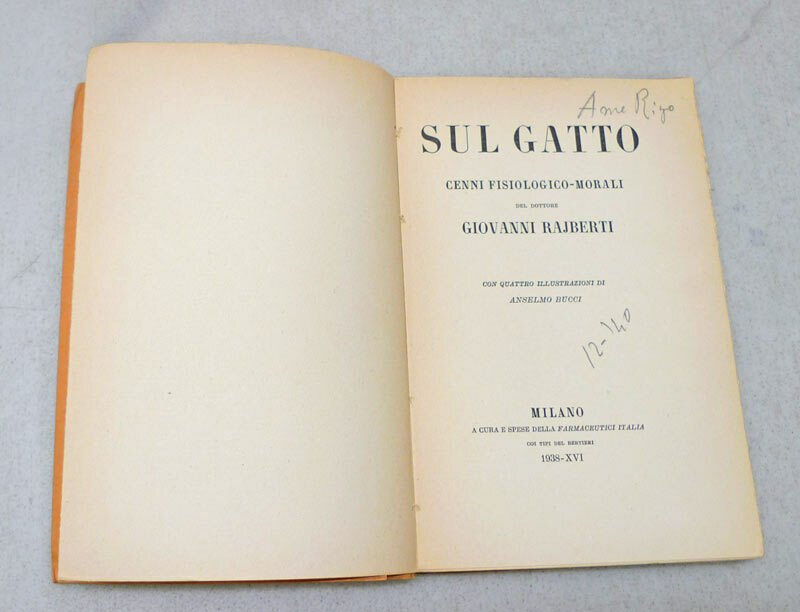 Ame Rigo
SUL GATTO
CENNI FISIOLOGICO-MORALI
DEL DOTTORE
GIOVANNI RAJBERTI
CON QUATTRO ILLUSTRAZIONI DI
ANSELMO BUCCI
12-'40
MILANO
A CURA E SPESE DELLA FARMACEUTICI ITALIA
COI TIPI DEL BERTIERI
1938-XVI